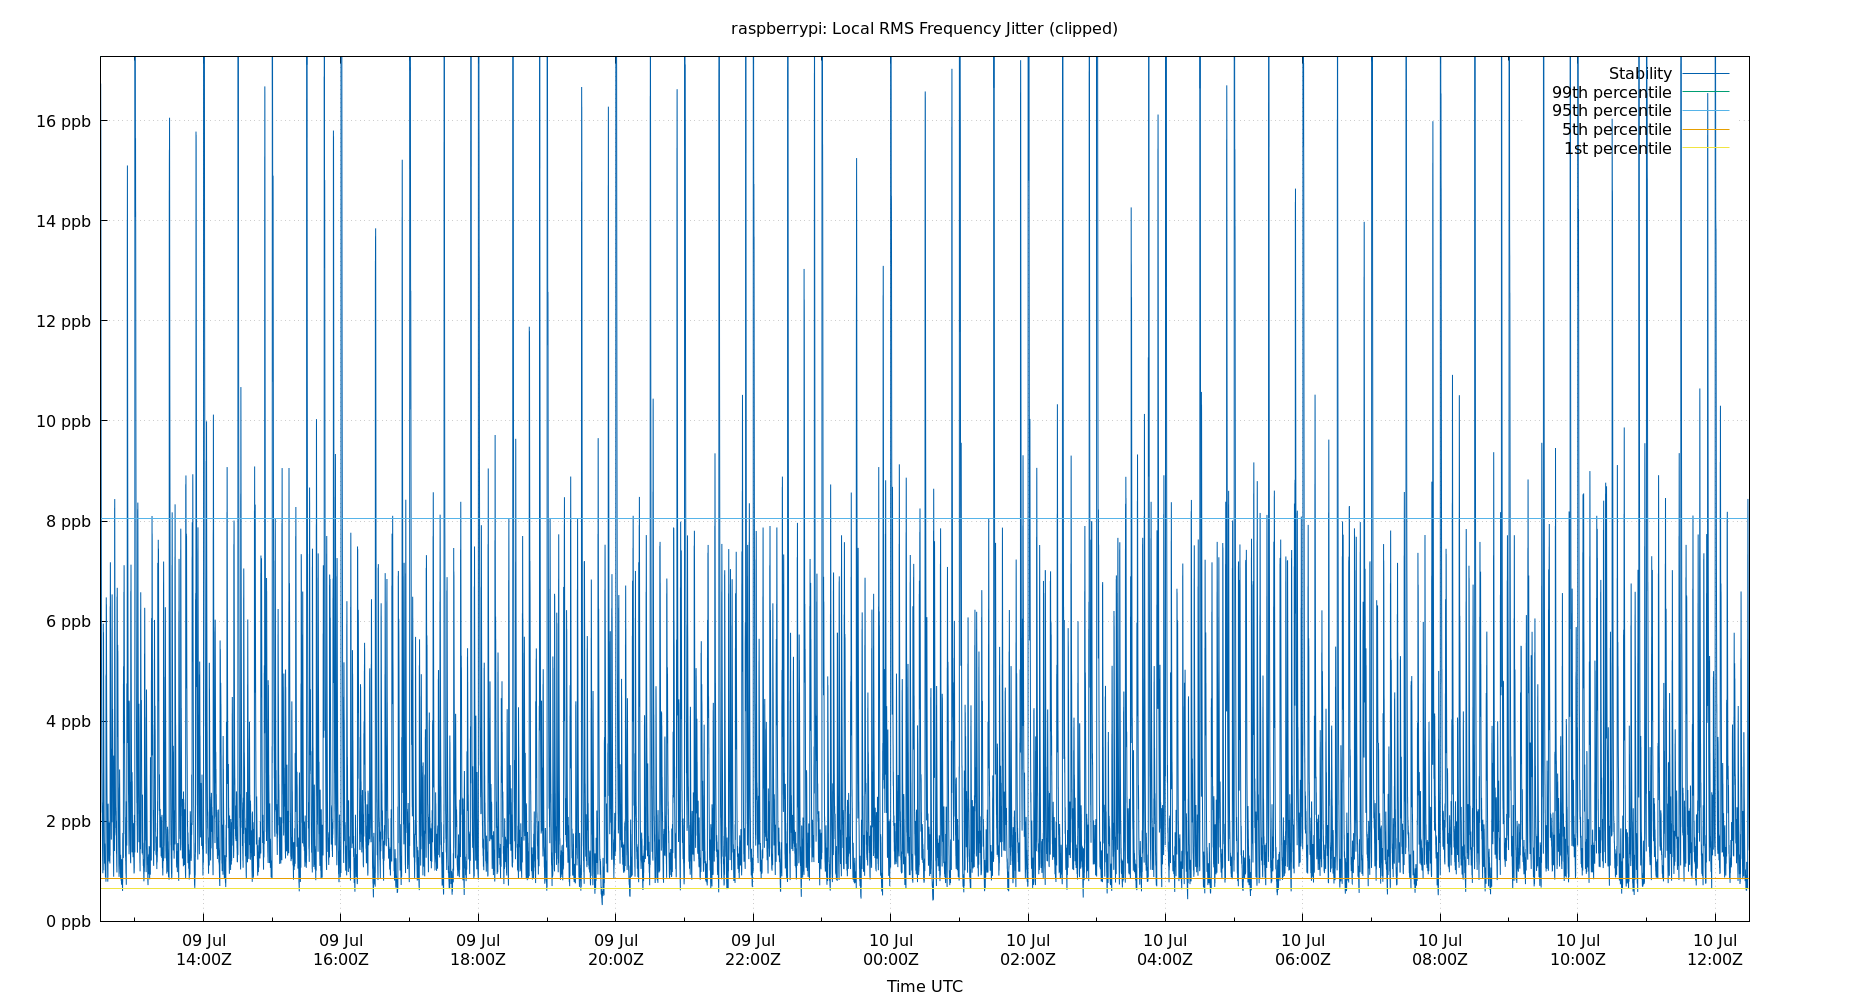 raspberrypi: Local RMS Frequency Jitter (clipped)
Stability
99th percentile
95th percentile
5th percentile
1st percentile
16 ppb
14 ppb
12 ppb
10 ppb
8 ppb
6 ppb
4 ppb
2 ppb
0 ppb
09 Jul 14:00Z
09 Jul 16:00Z
09 Jul 18:00Z
09 Jul 20:00Z
09 Jul 22:00Z
10 Jul 00:00Z
10 Jul 02:00Z
10 Jul 04:00Z
10 Jul 06:00Z
10 Jul 08:00Z
10 Jul 10:00Z
10 Jul 12:00Z
Time UTC